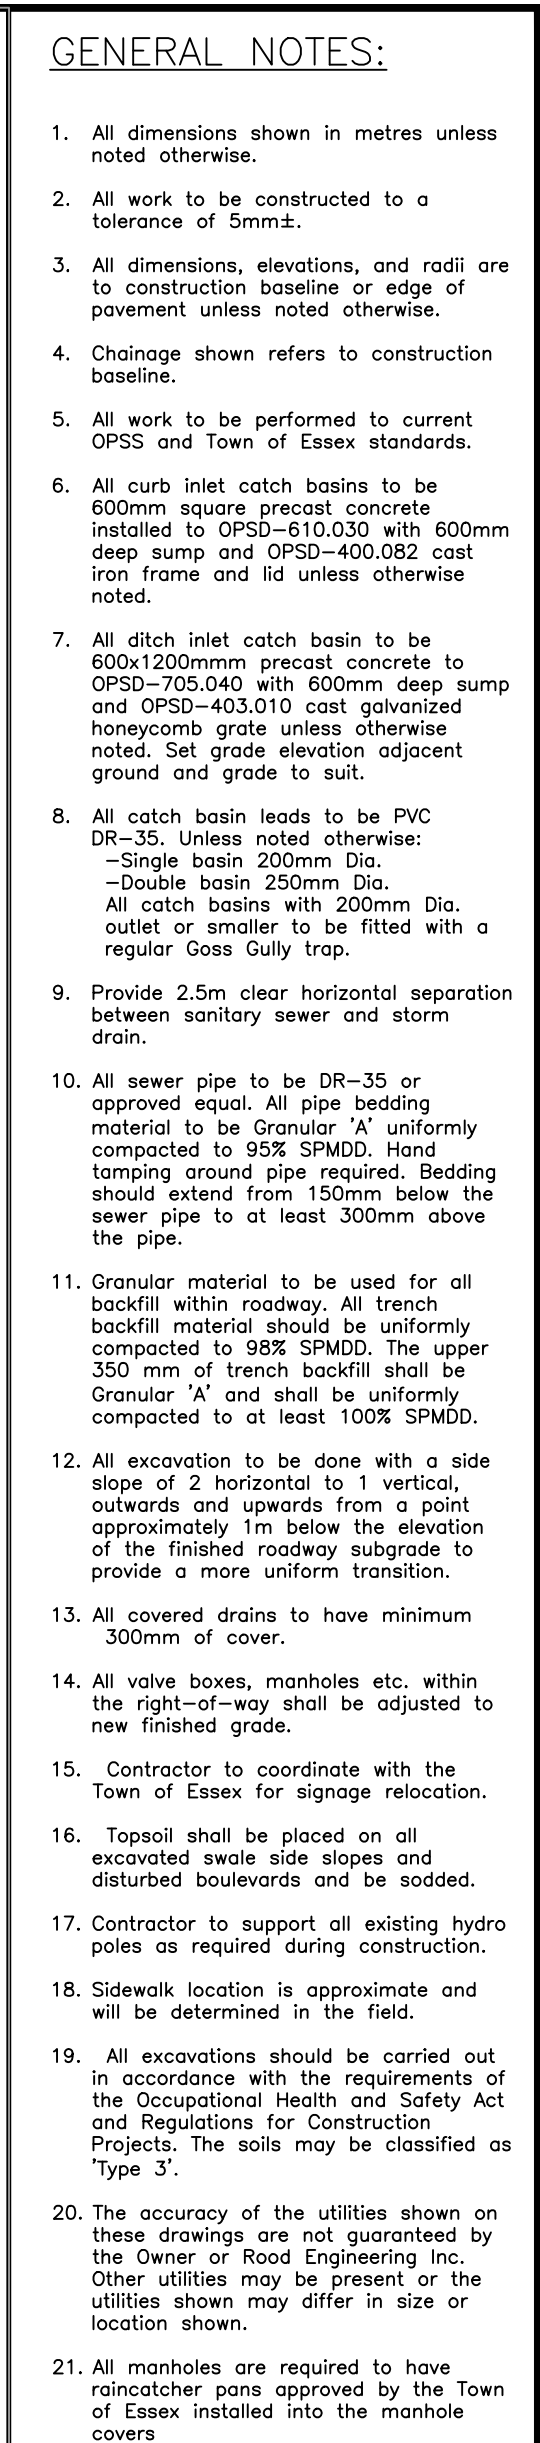 GENERAL NOTES:
1. All dimensions shown in metres unless
noted otherwise.
2. All work to be constructed to a
tolerance of 5mm±.
3. All dimensions, elevations, and radii are
to construction baseline or edge of
pavement unless noted otherwise.
4. Chainage shown refers to construction
baseline.
5. All work to be performed to current
OPSS and Town of Essex standards.
6. All curb inlet catch basins to be
600mm square precast concrete
installed to OPSD-610.030 with 600mm
deep sump and OPSD-400.082 cast
iron frame and lid unless otherwise
noted.
7. All ditch inlet catch basin to be
600x1200mmm precast concrete to
OPSD-705.040 with 600mm deep sump
and OPSD-403.010 cast galvanized
honeycomb grate unless otherwise
noted. Set grade elevation adjacent
ground and grade to suit.
8. All catch basin leads to be PVC
DR-35. Unless noted otherwise:
-Single basin 200mm Dia.
-Double basin 250mm Dia.
All catch basins with 200mm Dia.
outlet or smaller to be fitted with a
regular Goss Gully trap.
9. Provide 2.5m clear horizontal separation
between sanitary sewer and storm
drain.
10. All sewer pipe to be DR-35 or
approved equal. All pipe bedding
material to be Granular 'A' uniformly
compacted to 95% SPMDD. Hand
tamping around pipe required. Bedding
should extend from 150mm below the
sewer pipe to at least 300mm above
the pipe.
11. Granular material to be used for all
backfill within roadway. All trench
backfill material should be uniformly
compacted to 98% SPMDD. The upper
350 mm of trench backfill shall be
Granular 'A' and shall be uniformly
compacted to at least 100% SPMDD.
12. All excavation to be done with a side
slope of 2 horizontal to 1 vertical,
outwards and upwards from a point
approximately 1m below the elevation
of the finished roadway subgrade to
provide a more uniform transition.
13. All covered drains to have minimum
300mm of cover.
14. All valve boxes, manholes etc. within
the right-of-way shall be adjusted to
new finished grade.
15. Contractor to coordinate with the
Town of Essex for signage relocation.
16. Topsoil shall be placed on all
excavated swale side slopes and
disturbed boulevards and be sodded.
17. Contractor to support all existing hydro
poles as required during construction.
18. Sidewalk location is approximate and
will be determined in the field.
19. All excavations should be carried out
in accordance with the requirements of
the Occupational Health and Safety Act
and Regulations for Construction
Projects. The soils may be classified as
'Type 3'.
20. The accuracy of the utilities shown on
these drawings are not guaranteed by
the Owner or Rood Engineering Inc.
Other utilities may be present or the
utilities shown may differ in size or
location shown.
21. All manholes are required to have
raincatcher pans approved by the Town
of Essex installed into the manhole
covers